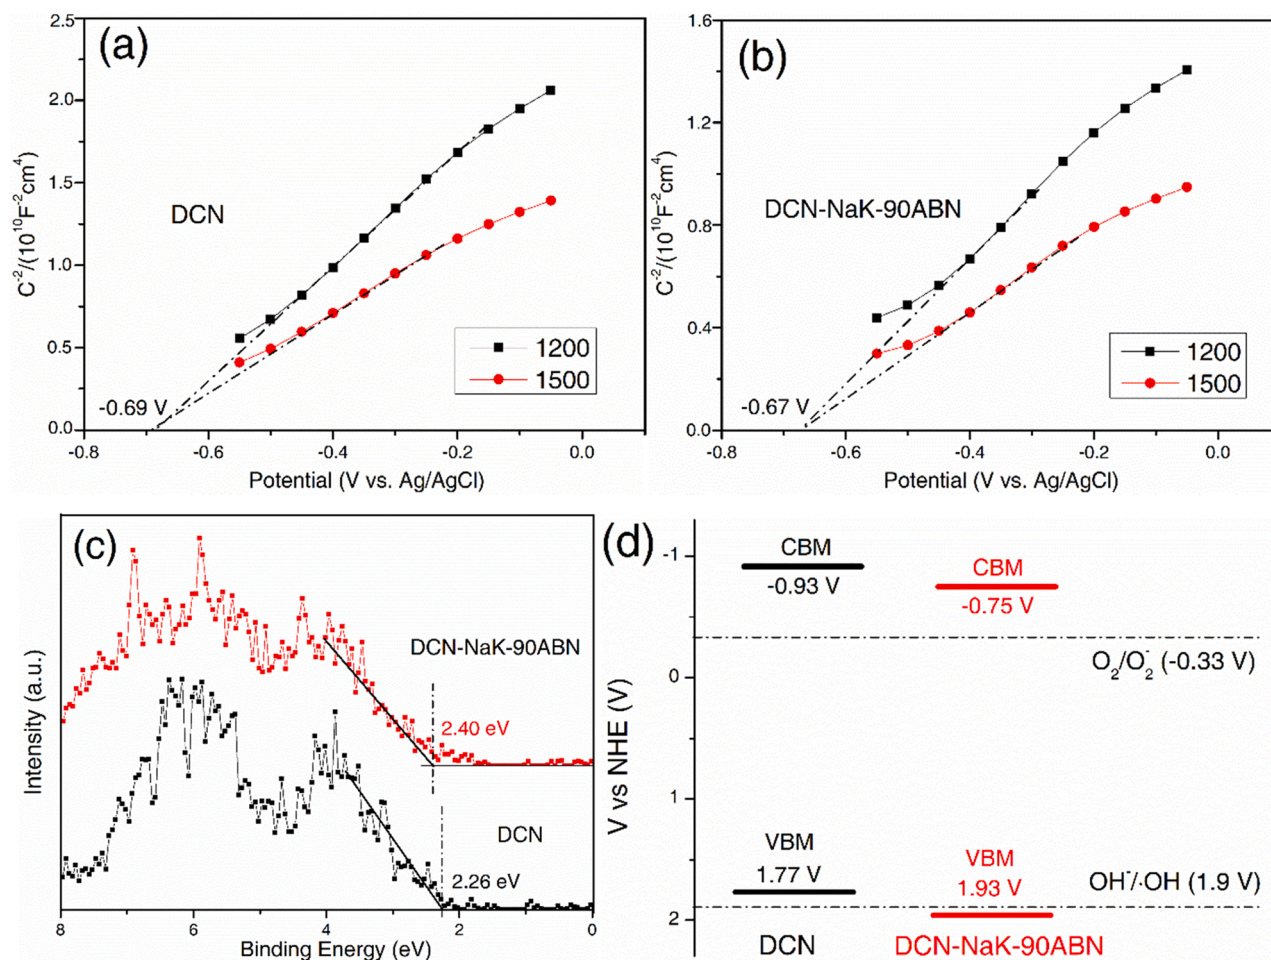 (a)
2.5
2.0
1.5
1.0
0.5
0.0
C⁻²/(10¹⁰F⁻²cm⁴)
DCN
1200
1500
-0.69 V
-0.8 -0.6 -0.4 -0.2 0.0
Potential (V vs. Ag/AgCl)
(b)
1.6
1.2
0.8
0.4
0.0
C⁻²/(10¹⁰F⁻²cm⁴)
DCN-NaK-90ABN
1200
1500
-0.67 V
-0.8 -0.6 -0.4 -0.2 0.0
Potential (V vs. Ag/AgCl)
(c)
Intensity (a.u.)
DCN-NaK-90ABN
2.40 eV
DCN
2.26 eV
8 6 4 2 0
Binding Energy (eV)
(d)
V vs NHE (V)
-1
0
1
2
CBM
-0.93 V
CBM
-0.75 V
O₂/O₂⁻ (-0.33 V)
VBM
1.77 V
VBM
1.93 V
OH⁻/·OH (1.9 V)
DCN
DCN-NaK-90ABN